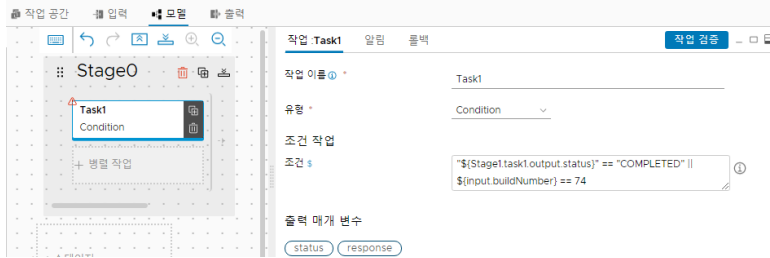 작업 공간 입력 모델 출력
Stage0
Task1
Condition
+ 병렬 작업
작업 :Task1 알림 롤백 작업 검증
작업 이름 * Task1
유형 * Condition
조건 작업
조건 $
"${Stage1.task1.output.status}" == "COMPLETED" ||
${input.buildNumber} == 74
출력 매개 변수
status response